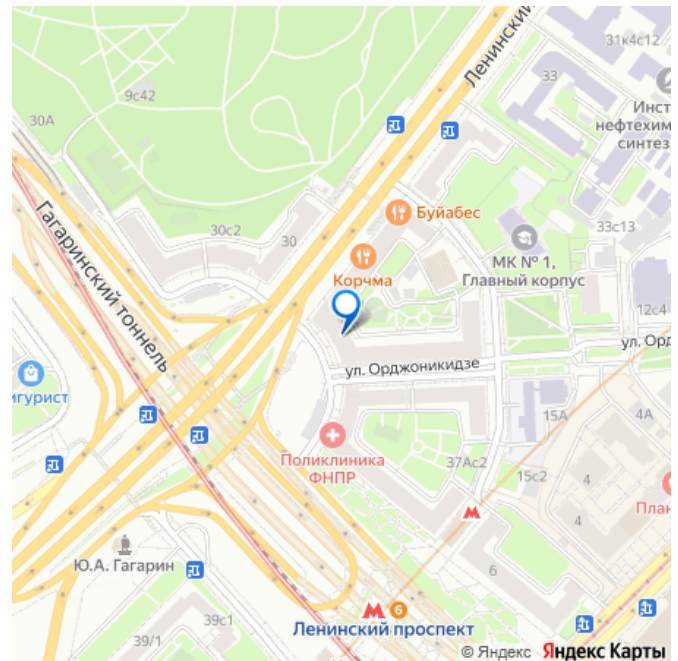 Ленинский
31к4с12
33
9с42
30А
Инст
нефтехим
синтез
Буйабес
30с2
30
33с13
МК № 1,
Главный корпус
Корчма
Гагаринский тоннель
12с4
ул. Орд
ул. Орджоникидзе
игурист
15А
4А
Поликлиника
ФНПР
37Ас2
15с2
4
План
4
Ю.А. Гагарин
6
6
39с1
Ленинский проспект
39/1
© Яндекс Яндекс Карты